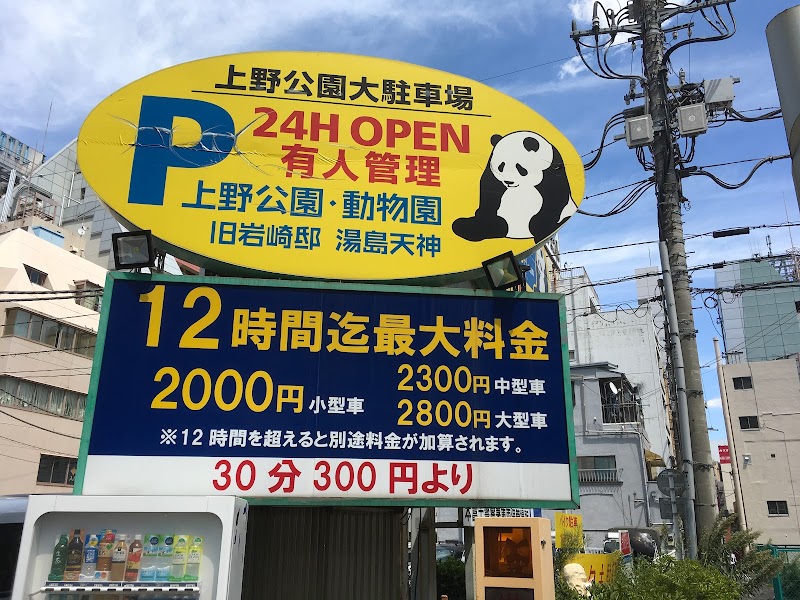 上野公園大駐車場
P
24H OPEN
有人管理
上野公園・動物園
旧岩崎邸 湯島天神
12時間迄最大料金
2000円 小型車
2300円 中型車
2800円 大型車
※12時間を超えると別途料金が加算されます。
30分300円より